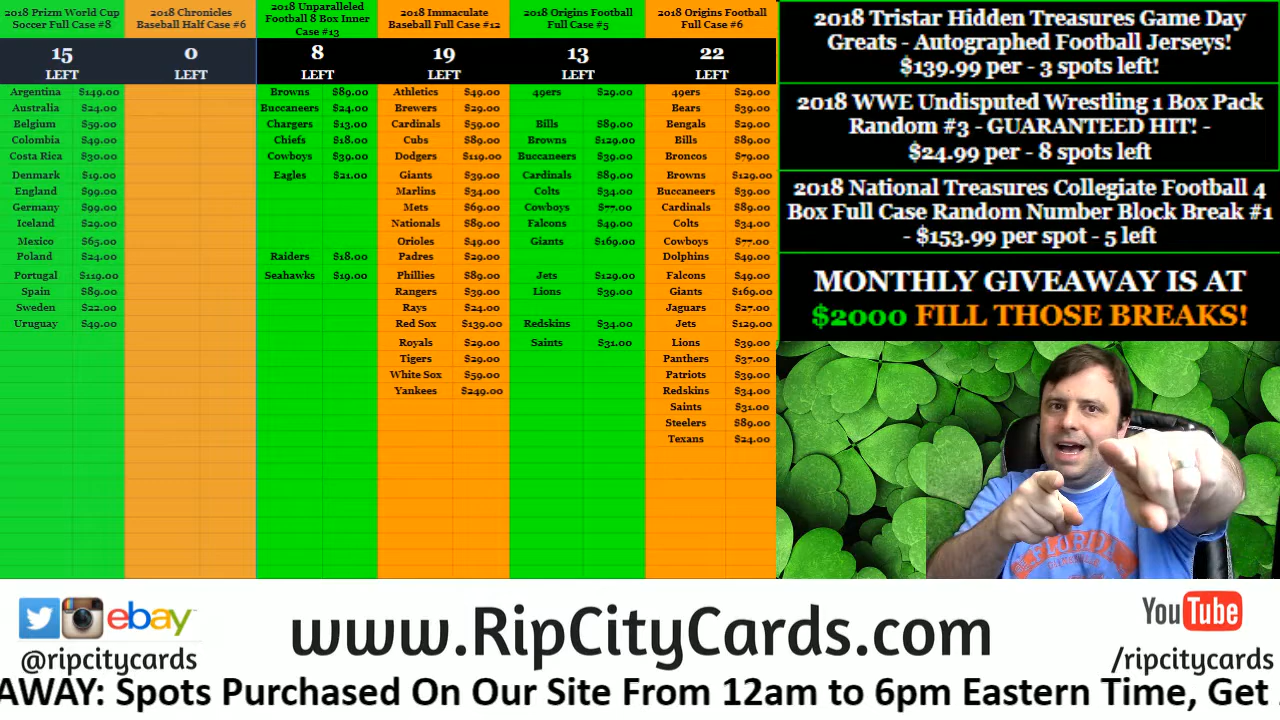 2018 Prizm World Cup
Soccer Full Case #8
15
LEFT
Argentina $149.00
Australia $24.00
Belgium $59.00
Colombia $49.00
Costa Rica $30.00
Denmark $19.00
England $99.00
Germany $99.00
Iceland $29.00
Mexico $65.00
Poland $24.00
Portugal $119.00
Spain $89.00
Sweden $22.00
Uruguay $49.00
2018 Chronicles
Baseball Half Case #6
0
LEFT
2018 Unparalleled
Football 8 Box Inner
Case #13
8
LEFT
Browns $89.00
Buccaneers $24.00
Chargers $13.00
Chiefs $18.00
Cowboys $39.00
Eagles $21.00
Raiders $18.00
Seahawks $19.00
2018 Immaculate
Baseball Full Case #12
19
LEFT
Athletics $49.00
Brewers $29.00
Cardinals $59.00
Cubs $89.00
Dodgers $119.00
Giants $39.00
Marlins $34.00
Mets $69.00
Nationals $89.00
Orioles $49.00
Padres $29.00
Phillies $89.00
Rangers $39.00
Rays $24.00
Red Sox $139.00
Royals $29.00
Tigers $29.00
White Sox $59.00
Yankees $249.00
2018 Origins Football
Full Case #5
13
LEFT
49ers $29.00
Bills $89.00
Browns $129.00
Buccaneers $39.00
Cardinals $89.00
Colts $34.00
Cowboys $77.00
Falcons $49.00
Giants $169.00
Jets $129.00
Lions $39.00
Redskins $34.00
Saints $31.00
2018 Origins Football
Full Case #6
22
LEFT
49ers $29.00
Bears $39.00
Bengals $29.00
Bills $89.00
Broncos $79.00
Browns $129.00
Buccaneers $39.00
Cardinals $89.00
Colts $34.00
Cowboys $77.00
Dolphins $49.00
Falcons $49.00
Giants $169.00
Jaguars $27.00
Jets $129.00
Lions $39.00
Panthers $37.00
Patriots $39.00
Redskins $34.00
Saints $31.00
Steelers $89.00
Texans $24.00
2018 Tristar Hidden Treasures Game Day
Greats - Autographed Football Jerseys!
$139.99 per - 3 spots left!
2018 WWE Undisputed Wrestling 1 Box Pack
Random #3 - GUARANTEED HIT! -
$24.99 per - 8 spots left
2018 National Treasures Collegiate Football 4
Box Full Case Random Number Block Break #1
- $153.99 per spot - 5 left
MONTHLY GIVEAWAY IS AT
$2000 FILL THOSE BREAKS!
FLORIDA
ebay
@ripcitycards
www.RipCityCards.com
YouTube
/ripcitycards
AWAY: Spots Purchased On Our Site From 12am to 6pm Eastern Time, Get